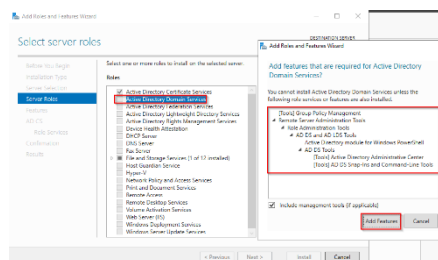 Add Roles and Features Wizard
Select server roles
DESTINATION SERVER
Before You Begin
Installation Type
Server Selection
Server Roles
Features
AD CS
Role Services
Confirmation
Results
Select one or more roles to install on the selected server.
Roles
Active Directory Certificate Services
Active Directory Domain Services
Active Directory Federation Services
Active Directory Lightweight Directory Services
Active Directory Rights Management Services
Device Health Attestation
DHCP Server
DNS Server
Fax Server
File and Storage Services (1 of 12 installed)
Host Guardian Service
Hyper-V
Network Policy and Access Services
Print and Document Services
Remote Access
Remote Desktop Services
Volume Activation Services
Web Server (IIS)
Windows Deployment Services
Windows Server Update Services
< Previous
Next >
Install
Cancel
Add Roles and Features Wizard
Add features that are required for Active Directory
Domain Services?
You cannot install Active Directory Domain Services unless the
following role services or features are also installed.
[Tools] Group Policy Management
Remote Server Administration Tools
Role Administration Tools
AD DS and AD LDS Tools
Active Directory module for Windows PowerShell
AD DS Tools
[Tools] Active Directory Administrative Center
[Tools] AD DS Snap-Ins and Command-Line Tools
Include management tools (if applicable)
Add Features
Cancel